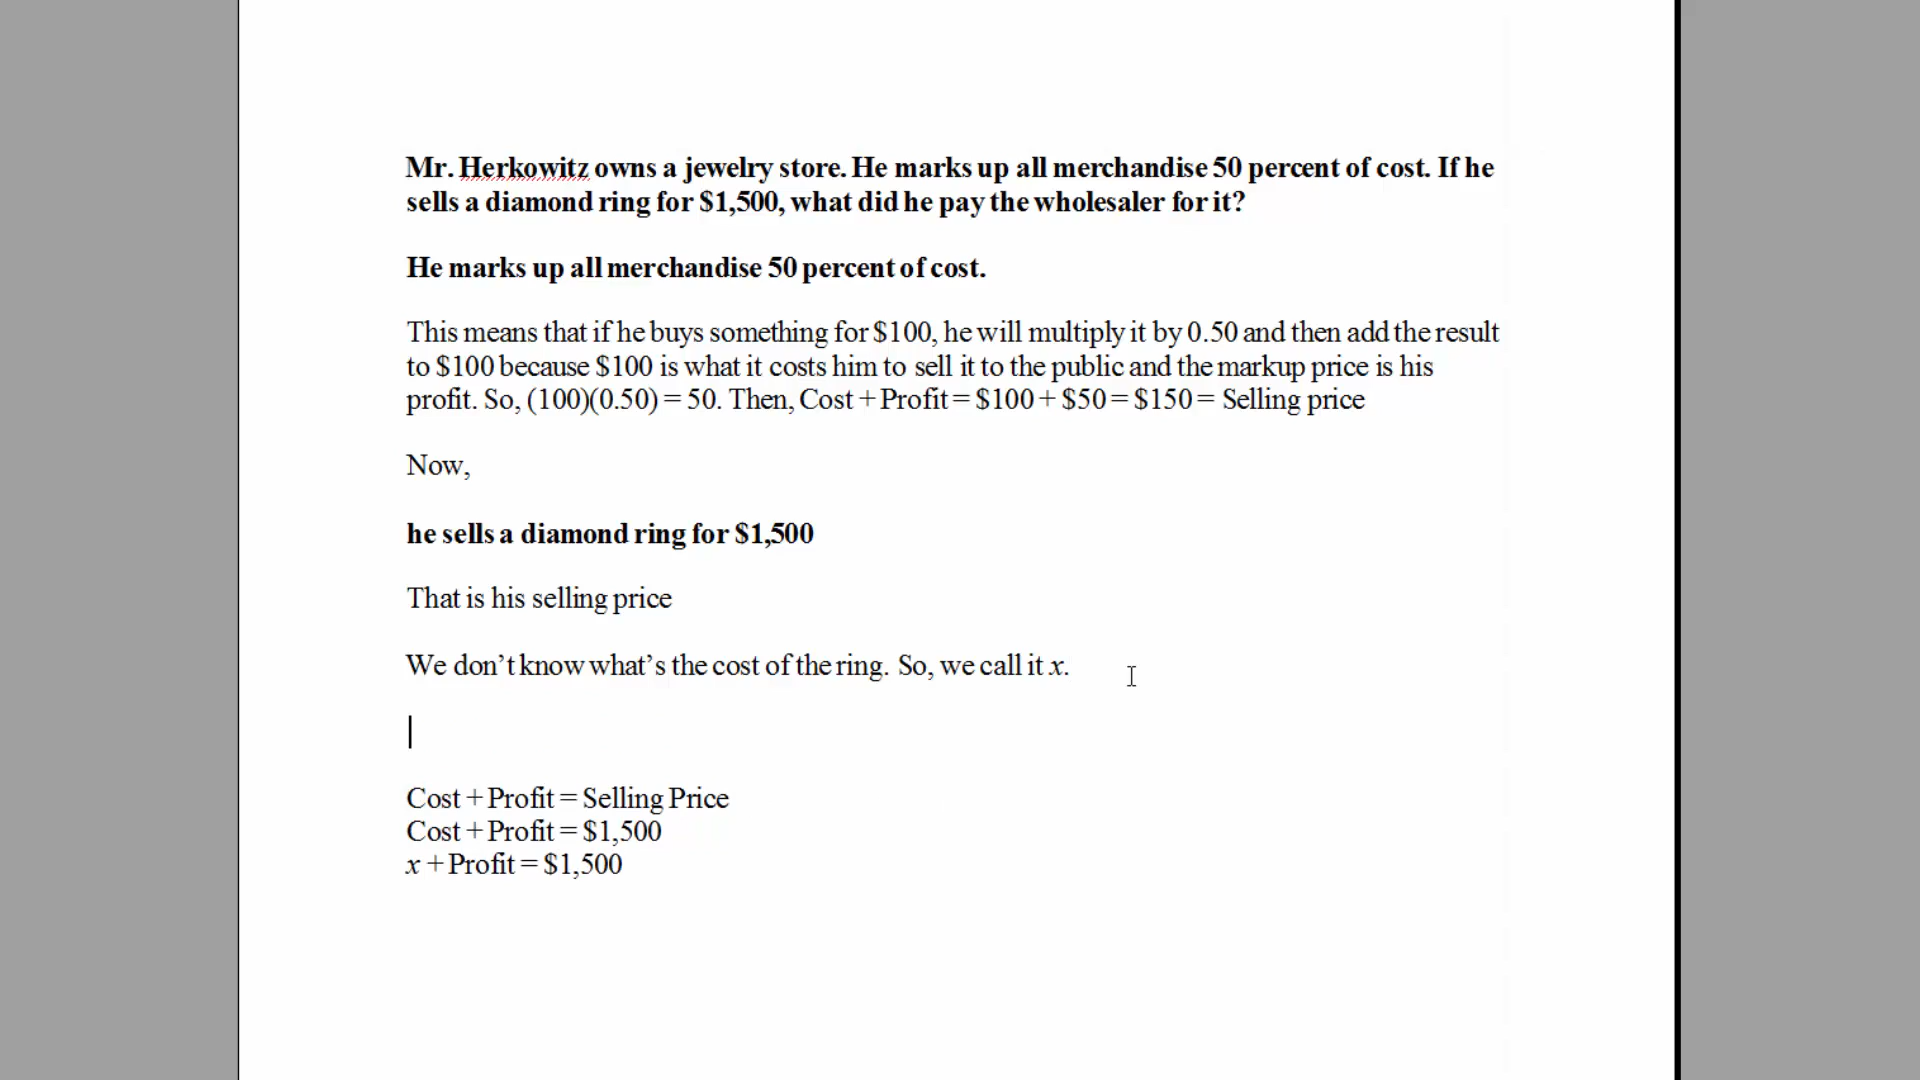 Mr. Herkowitz owns a jewelry store. He marks up all merchandise 50 percent of cost. If he
sells a diamond ring for $1,500, what did he pay the wholesaler for it?
He marks up all merchandise 50 percent of cost.
This means that if he buys something for $100, he will multiply it by 0.50 and then add the result
to $100 because $100 is what it costs him to sell it to the public and the markup price is his
profit. So, (100)(0.50) = 50. Then, Cost + Profit = $100 + $50 = $150 = Selling price
Now,
he sells a diamond ring for $1,500
That is his selling price
We don’t know what’s the cost of the ring. So, we call it x.
Cost + Profit = Selling Price
Cost + Profit = $1,500
x + Profit = $1,500